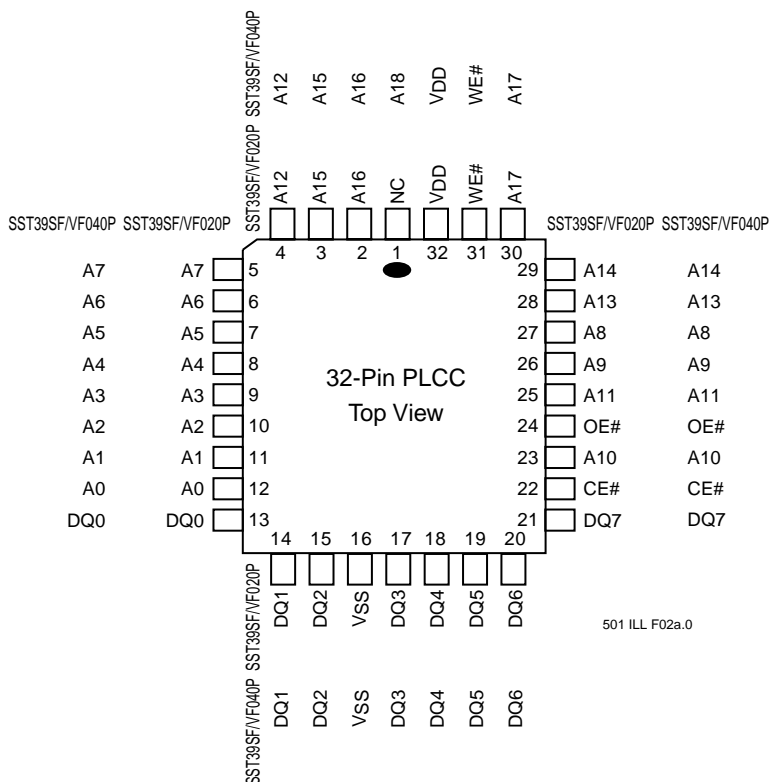 SST39SF/VF040P A12 A15 A16 A18 VDD WE# A17
SST39SF/VF020P A12 A15 A16 NC VDD WE# A17
SST39SF/VF040P SST39SF/VF020P SST39SF/VF020P SST39SF/VF040P
4 3 2 1 32 31 30
A7 A7 5 29 A14 A14
A6 A6 6 28 A13 A13
A5 A5 7 27 A8 A8
A4 A4 8 26 A9 A9
A3 A3 9 25 A11 A11
A2 A2 10 24 OE# OE#
A1 A1 11 23 A10 A10
A0 A0 12 22 CE# CE#
DQ0 DQ0 13 21 DQ7 DQ7
32-Pin PLCC
Top View
14 15 16 17 18 19 20
SST39SF/VF020P DQ1 DQ2 VSS DQ3 DQ4 DQ5 DQ6
SST39SF/VF040P DQ1 DQ2 VSS DQ3 DQ4 DQ5 DQ6
501 ILL F02a.0